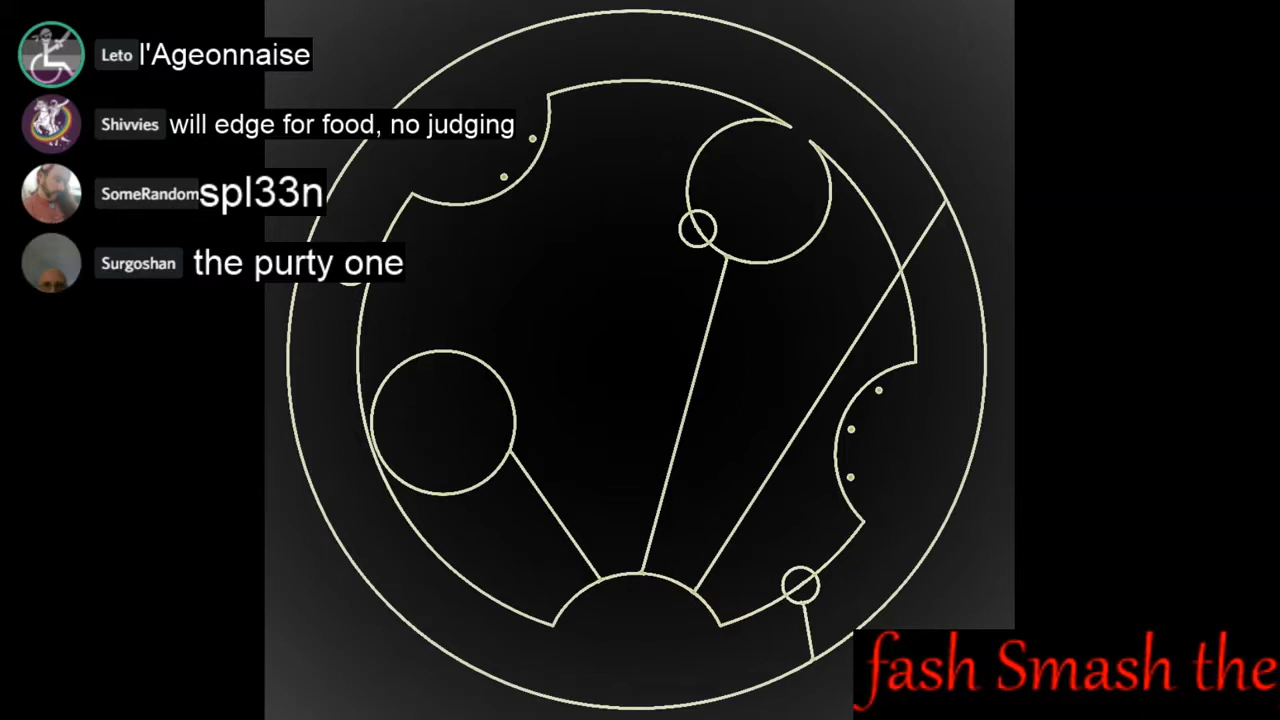 Leto l'Ageonnaise
Shivvies will edge for food, no judging
SomeRandom spl33n
Surgoshan the purty one
fash Smash the